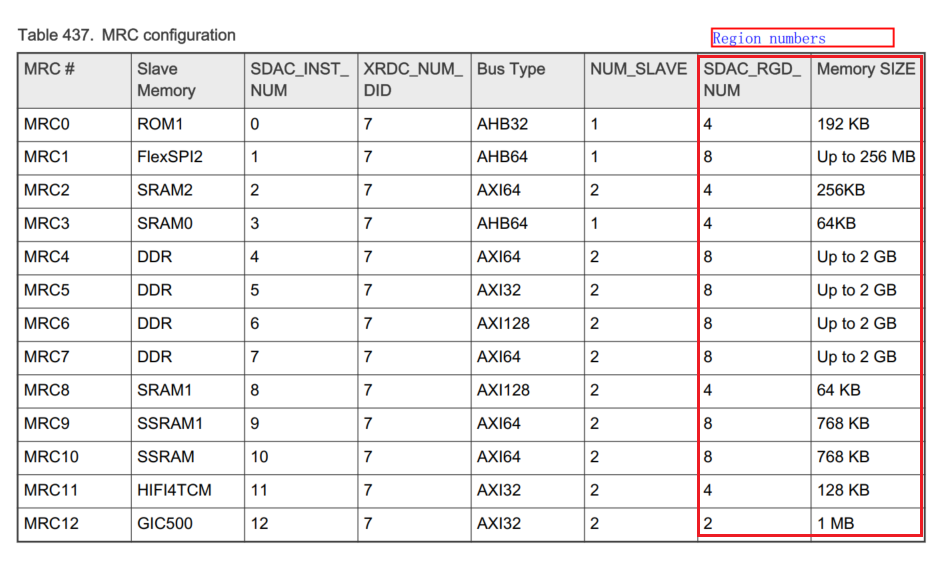 Table 437. MRC configuration
Region numbers
MRC # Slave Memory SDAC_INST_NUM XRDC_NUM_DID Bus Type NUM_SLAVE SDAC_RGD_NUM Memory SIZE
MRC0 ROM1 0 7 AHB32 1 4 192 KB
MRC1 FlexSPI2 1 7 AHB64 1 8 Up to 256 MB
MRC2 SRAM2 2 7 AXI64 2 4 256KB
MRC3 SRAM0 3 7 AHB64 1 4 64KB
MRC4 DDR 4 7 AXI64 2 8 Up to 2 GB
MRC5 DDR 5 7 AXI32 2 8 Up to 2 GB
MRC6 DDR 6 7 AXI128 2 8 Up to 2 GB
MRC7 DDR 7 7 AXI64 2 8 Up to 2 GB
MRC8 SRAM1 8 7 AXI128 2 4 64 KB
MRC9 SSRAM1 9 7 AXI64 2 8 768 KB
MRC10 SSRAM 10 7 AXI64 2 8 768 KB
MRC11 HIFI4TCM 11 7 AXI32 2 4 128 KB
MRC12 GIC500 12 7 AXI32 2 2 1 MB